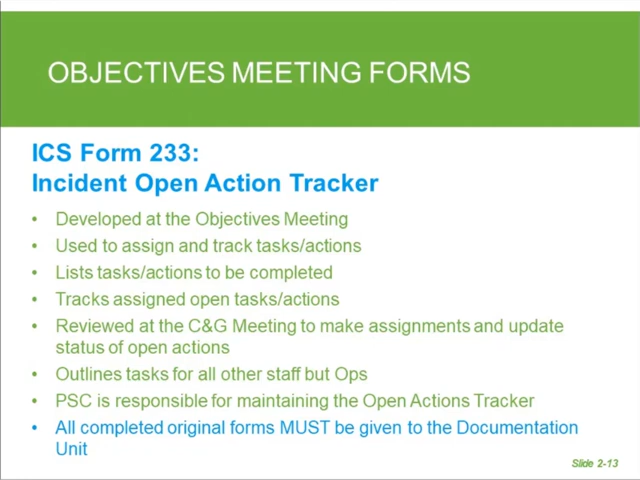 OBJECTIVES MEETING FORMS
ICS Form 233:
Incident Open Action Tracker
• Developed at the Objectives Meeting
• Used to assign and track tasks/actions
• Lists tasks/actions to be completed
• Tracks assigned open tasks/actions
• Reviewed at the C&G Meeting to make assignments and update
status of open actions
• Outlines tasks for all other staff but Ops
• PSC is responsible for maintaining the Open Actions Tracker
• All completed original forms MUST be given to the Documentation
Unit
Slide 2-13